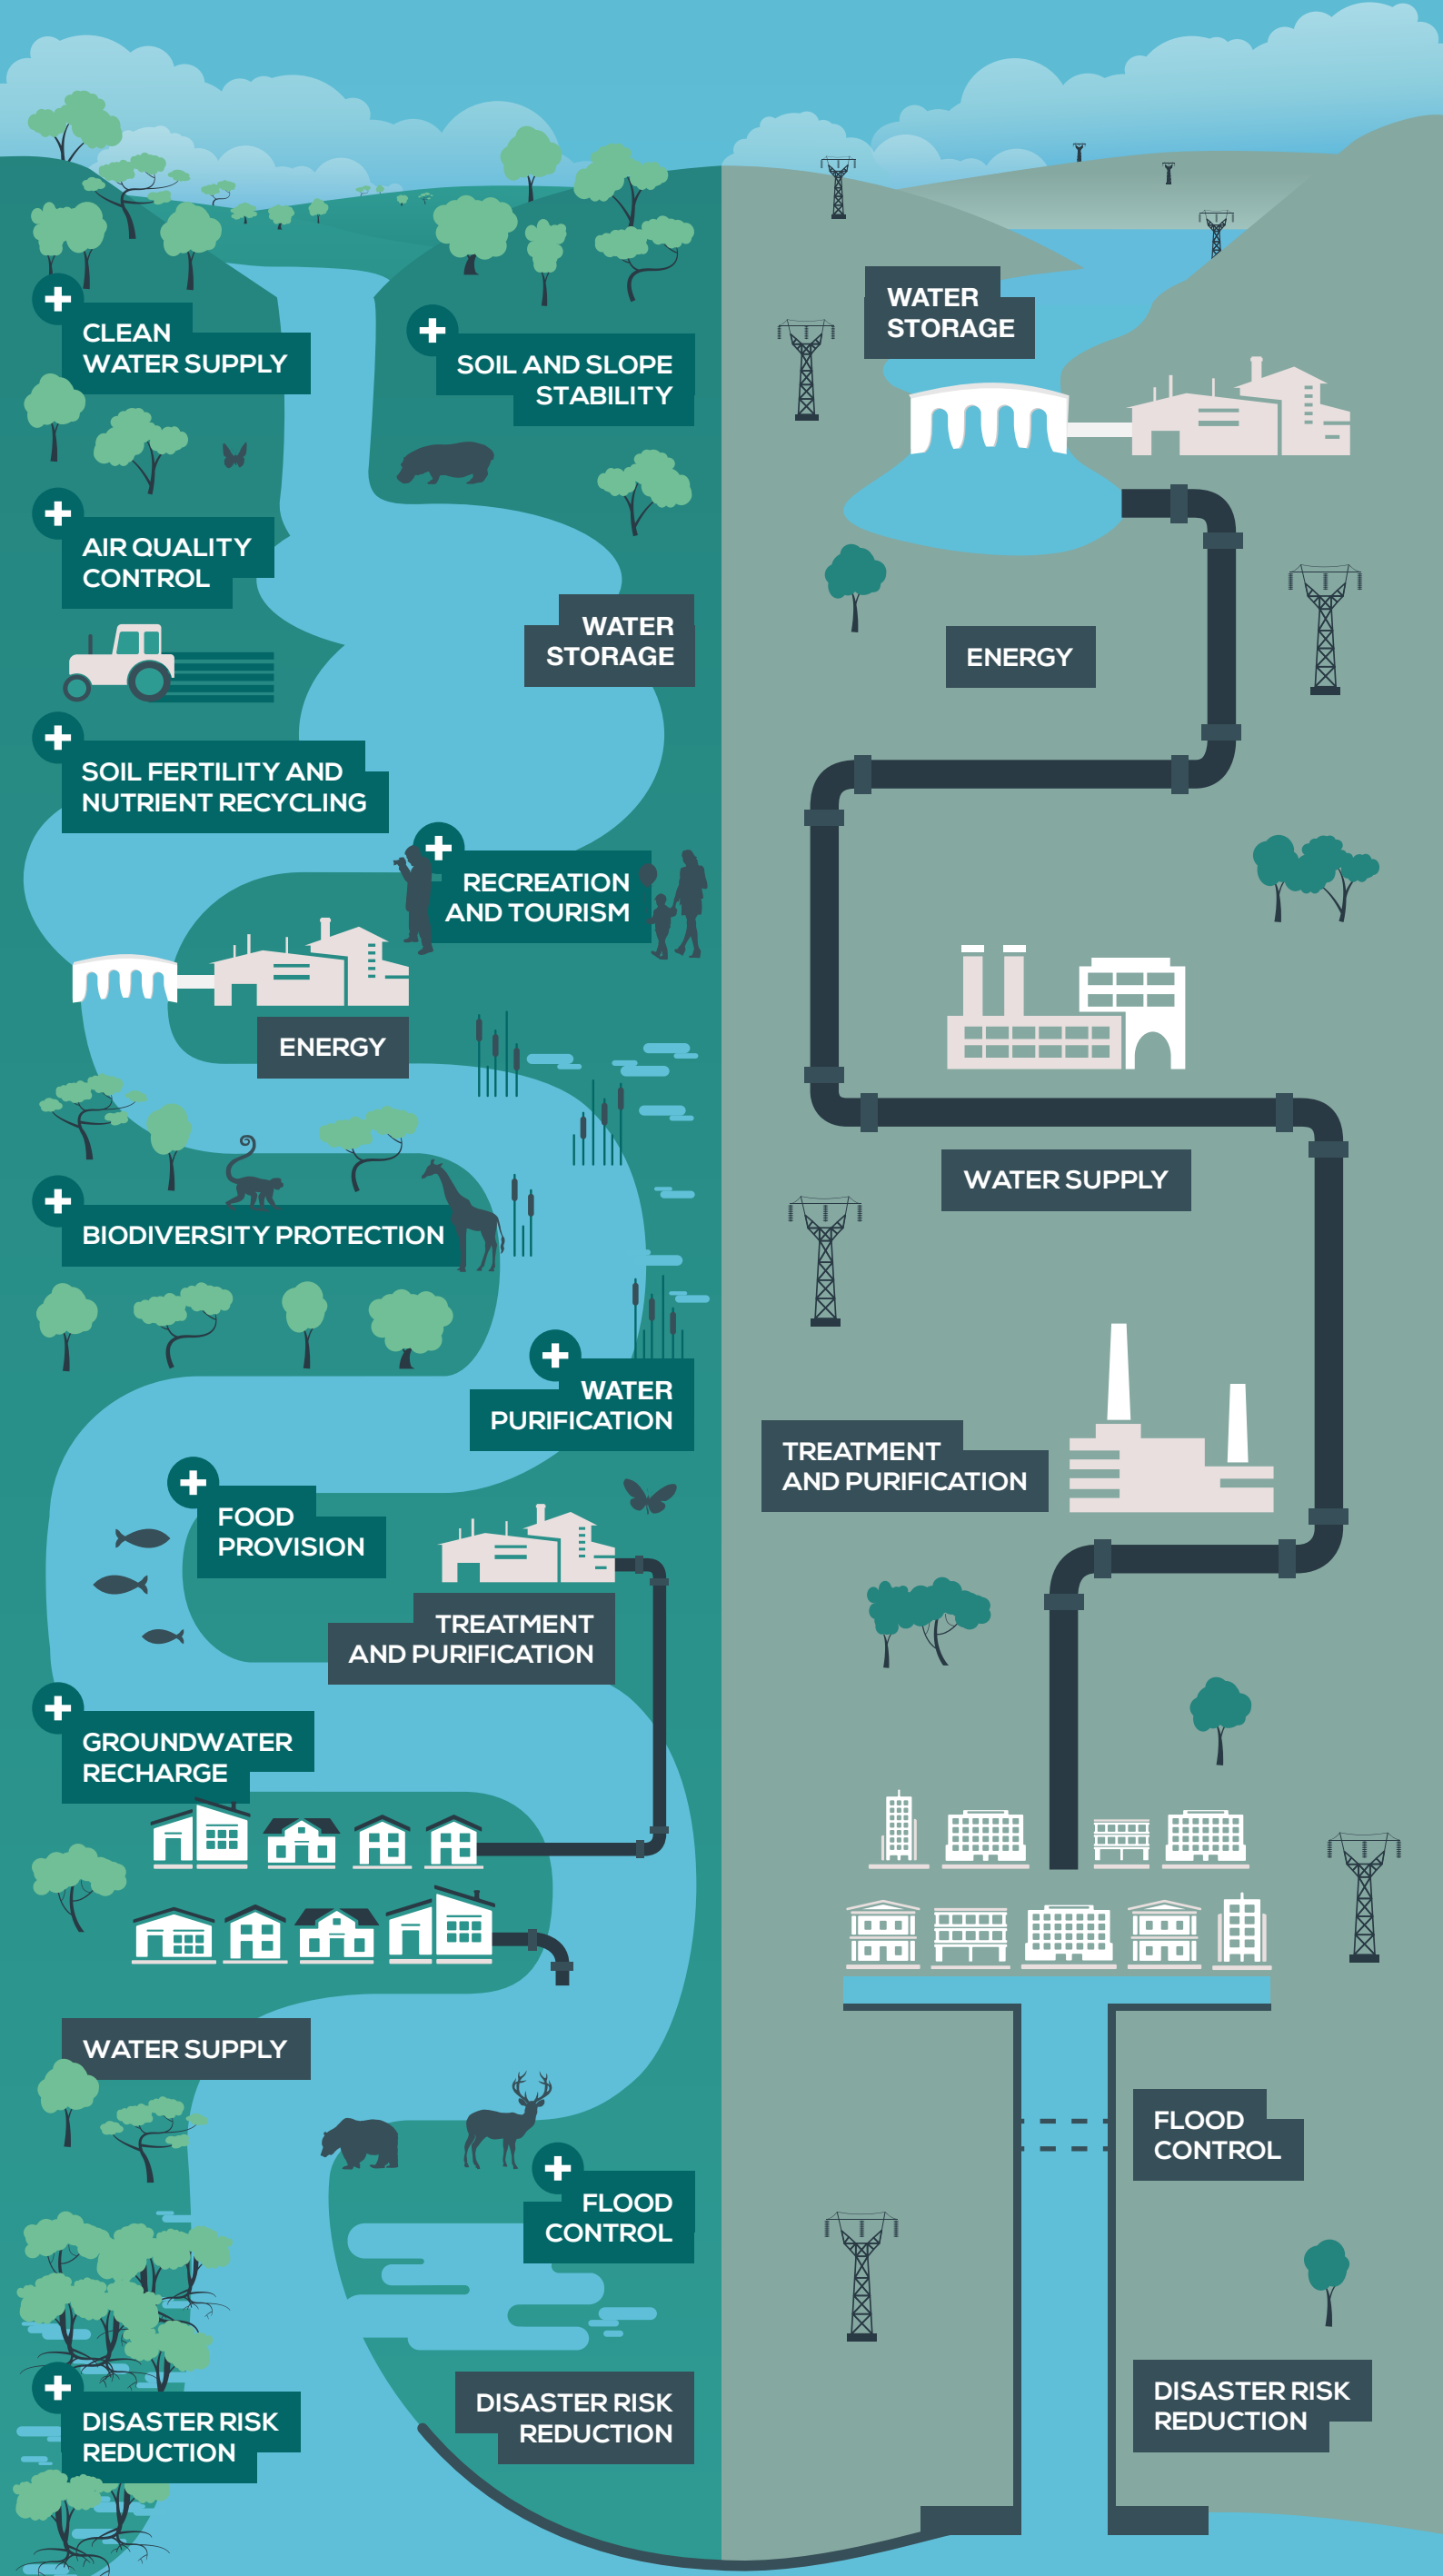 CLEAN
WATER SUPPLY
SOIL AND SLOPE
STABILITY
AIR QUALITY
CONTROL
WATER
STORAGE
SOIL FERTILITY AND
NUTRIENT RECYCLING
RECREATION
AND TOURISM
ENERGY
BIODIVERSITY PROTECTION
WATER
PURIFICATION
FOOD
PROVISION
TREATMENT
AND PURIFICATION
GROUNDWATER
RECHARGE
WATER SUPPLY
FLOOD
CONTROL
DISASTER RISK
REDUCTION
DISASTER RISK
REDUCTION
WATER
STORAGE
ENERGY
WATER SUPPLY
TREATMENT
AND PURIFICATION
FLOOD
CONTROL
DISASTER RISK
REDUCTION